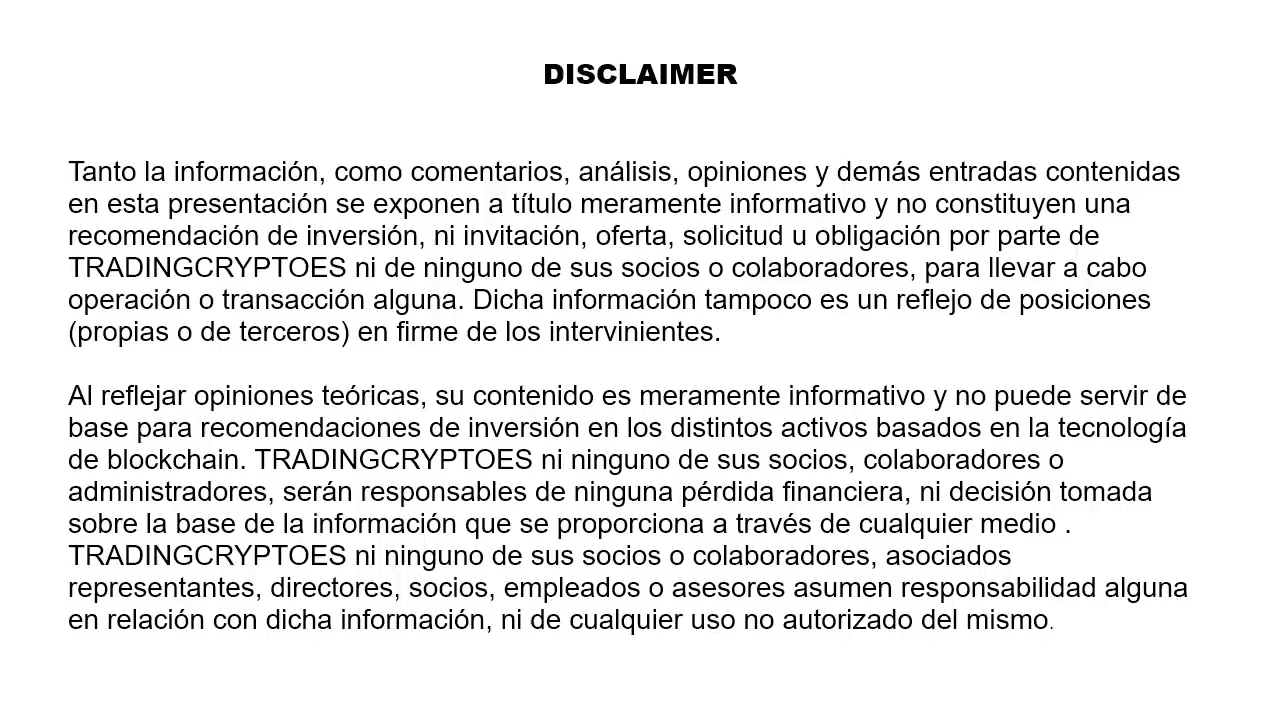 DISCLAIMER
Tanto la información, como comentarios, análisis, opiniones y demás entradas contenidas
en esta presentación se exponen a título meramente informativo y no constituyen una
recomendación de inversión, ni invitación, oferta, solicitud u obligación por parte de
TRADINGCRYPTOES ni de ninguno de sus socios o colaboradores, para llevar a cabo
operación o transacción alguna. Dicha información tampoco es un reflejo de posiciones
(propias o de terceros) en firme de los intervinientes.
Al reflejar opiniones teóricas, su contenido es meramente informativo y no puede servir de
base para recomendaciones de inversión en los distintos activos basados en la tecnología
de blockchain. TRADINGCRYPTOES ni ninguno de sus socios, colaboradores o
administradores, serán responsables de ninguna pérdida financiera, ni decisión tomada
sobre la base de la información que se proporciona a través de cualquier medio .
TRADINGCRYPTOES ni ninguno de sus socios o colaboradores, asociados
representantes, directores, socios, empleados o asesores asumen responsabilidad alguna
en relación con dicha información, ni de cualquier uso no autorizado del mismo.